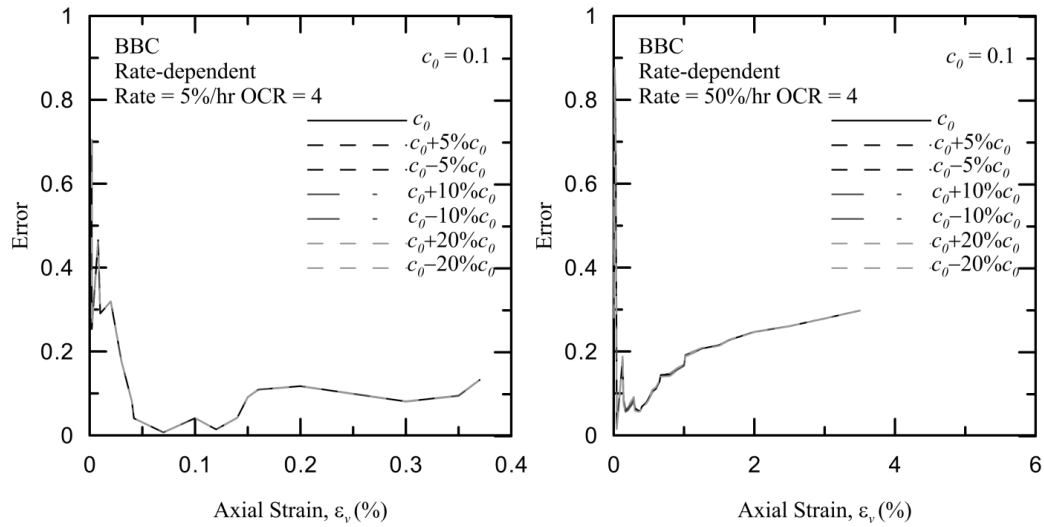 BBC
Rate-dependent
Rate = 5%/hr OCR = 4
c₀ = 0.1
c₀
c₀+5%c₀
c₀−5%c₀
c₀+10%c₀
c₀−10%c₀
c₀+20%c₀
c₀−20%c₀
1
0.8
0.6
0.4
0.2
0
Error
0
0.1
0.2
0.3
0.4
Axial Strain, εᵥ (%)
BBC
Rate-dependent
Rate = 50%/hr OCR = 4
c₀ = 0.1
c₀
c₀+5%c₀
c₀−5%c₀
c₀+10%c₀
c₀−10%c₀
c₀+20%c₀
c₀−20%c₀
1
0.8
0.6
0.4
0.2
0
Error
0
2
4
6
Axial Strain, εᵥ (%)